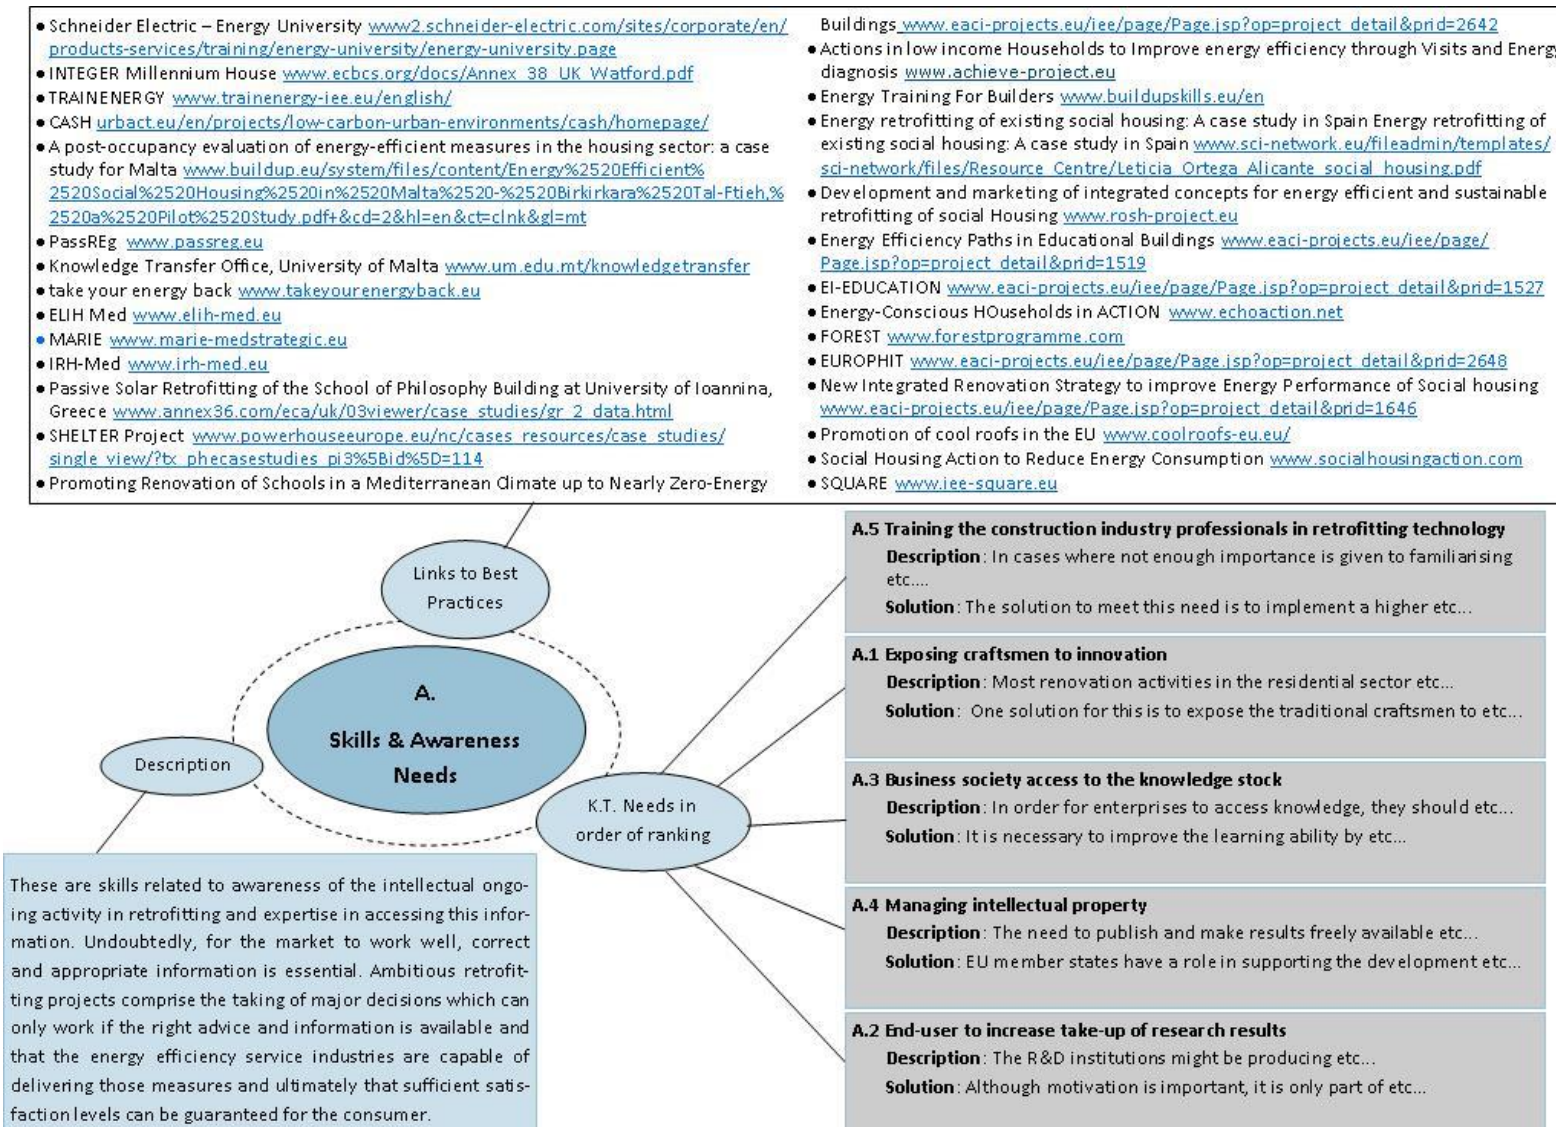 ● Schneider Electric – Energy University www2.schneider-electric.com/sites/corporate/en/
products-services/training/energy-university/energy-university.page
● INTEGER Millennium House www.ecbcs.org/docs/Annex_38_UK_Watford.pdf
● TRAINENERGY www.trainenergy-iee.eu/english/
● CASH urbact.eu/en/projects/low-carbon-urban-environments/cash/homepage/
● A post-occupancy evaluation of energy-efficient measures in the housing sector: a case
study for Malta www.buildup.eu/system/files/content/Energy%2520Efficient%
2520Social%2520Housing%2520in%2520Malta%2520-%2520Birkirkara%2520Tal-Ftieh,%
2520a%2520Pilot%2520Study.pdf+&cd=2&hl=en&ct=clnk&gl=mt
● PassREg www.passreg.eu
● Knowledge Transfer Office, University of Malta www.um.edu.mt/knowledgetransfer
● take your energy back www.takeyourenergyback.eu
● ELIH Med www.elih-med.eu
● MARIE www.marie-medstrategic.eu
● IRH-Med www.irh-med.eu
● Passive Solar Retrofitting of the School of Philosophy Building at University of Ioannina,
Greece www.annex36.com/eca/uk/03viewer/case_studies/gr_2_data.html
● SHELTER Project www.powerhouseeurope.eu/nc/cases_resources/case_studies/
single_view/?tx_phecasestudies_pi3%5Bid%5D=114
● Promoting Renovation of Schools in a Mediterranean Climate up to Nearly Zero-Energy
Buildings www.eaci-projects.eu/iee/page/Page.jsp?op=project_detail&prid=2642
● Actions in low income Households to Improve energy efficiency through Visits and Energy
diagnosis www.achieve-project.eu
● Energy Training For Builders www.buildupskills.eu/en
● Energy retrofitting of existing social housing: A case study in Spain Energy retrofitting of
existing social housing: A case study in Spain www.sci-network.eu/fileadmin/templates/
sci-network/files/Resource_Centre/Leticia_Ortega_Alicante_social_housing.pdf
● Development and marketing of integrated concepts for energy efficient and sustainable
retrofitting of social Housing www.rosh-project.eu
● Energy Efficiency Paths in Educational Buildings www.eaci-projects.eu/iee/page/
Page.jsp?op=project_detail&prid=1519
● EI-EDUCATION www.eaci-projects.eu/iee/page/Page.jsp?op=project_detail&prid=1527
● Energy-Conscious HOuseholds in ACTION www.echoaction.net
● FOREST www.forestprogramme.com
● EUROPHIT www.eaci-projects.eu/iee/page/Page.jsp?op=project_detail&prid=2648
● New Integrated Renovation Strategy to improve Energy Performance of Social housing
www.eaci-projects.eu/iee/page/Page.jsp?op=project_detail&prid=1646
● Promotion of cool roofs in the EU www.coolroofs-eu.eu/
● Social Housing Action to Reduce Energy Consumption www.socialhousingaction.com
● SQUARE www.iee-square.eu
Links to Best
Practices
A.
Skills & Awareness
Needs
Description
K.T. Needs in
order of ranking
These are skills related to awareness of the intellectual ongo-
ing activity in retrofitting and expertise in accessing this infor-
mation. Undoubtedly, for the market to work well, correct
and appropriate information is essential. Ambitious retrofit-
ting projects comprise the taking of major decisions which can
only work if the right advice and information is available and
that the energy efficiency service industries are capable of
delivering those measures and ultimately that sufficient satis-
faction levels can be guaranteed for the consumer.
A.5 Training the construction industry professionals in retrofitting technology
Description: In cases where not enough importance is given to familiarising
etc....
Solution: The solution to meet this need is to implement a higher etc...
A.1 Exposing craftsmen to innovation
Description: Most renovation activities in the residential sector etc...
Solution: One solution for this is to expose the traditional craftsmen to etc...
A.3 Business society access to the knowledge stock
Description: In order for enterprises to access knowledge, they should etc...
Solution: It is necessary to improve the learning ability by etc...
A.4 Managing intellectual property
Description: The need to publish and make results freely available etc...
Solution: EU member states have a role in supporting the development etc...
A.2 End-user to increase take-up of research results
Description: The R&D institutions might be producing etc...
Solution: Although motivation is important, it is only part of etc...